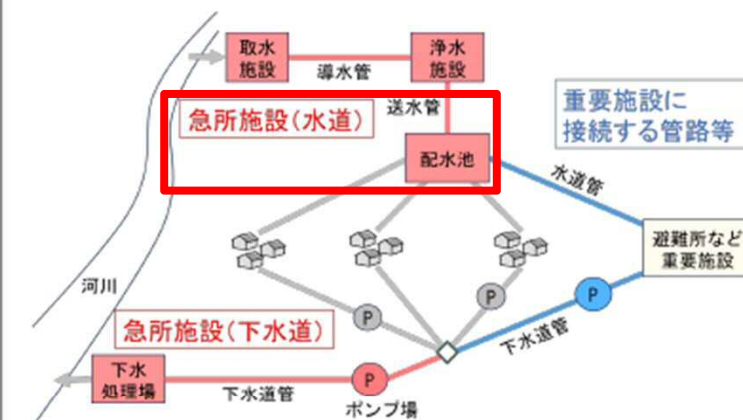 取水
施設
導水管
浄水
施設
送水管
急所施設(水道)
重要施設に
接続する管路等
配水池
水道管
避難所など
重要施設
河川
P
P
P
急所施設(下水道)
下水道管
下水
処理場
下水道管
P
ポンプ場